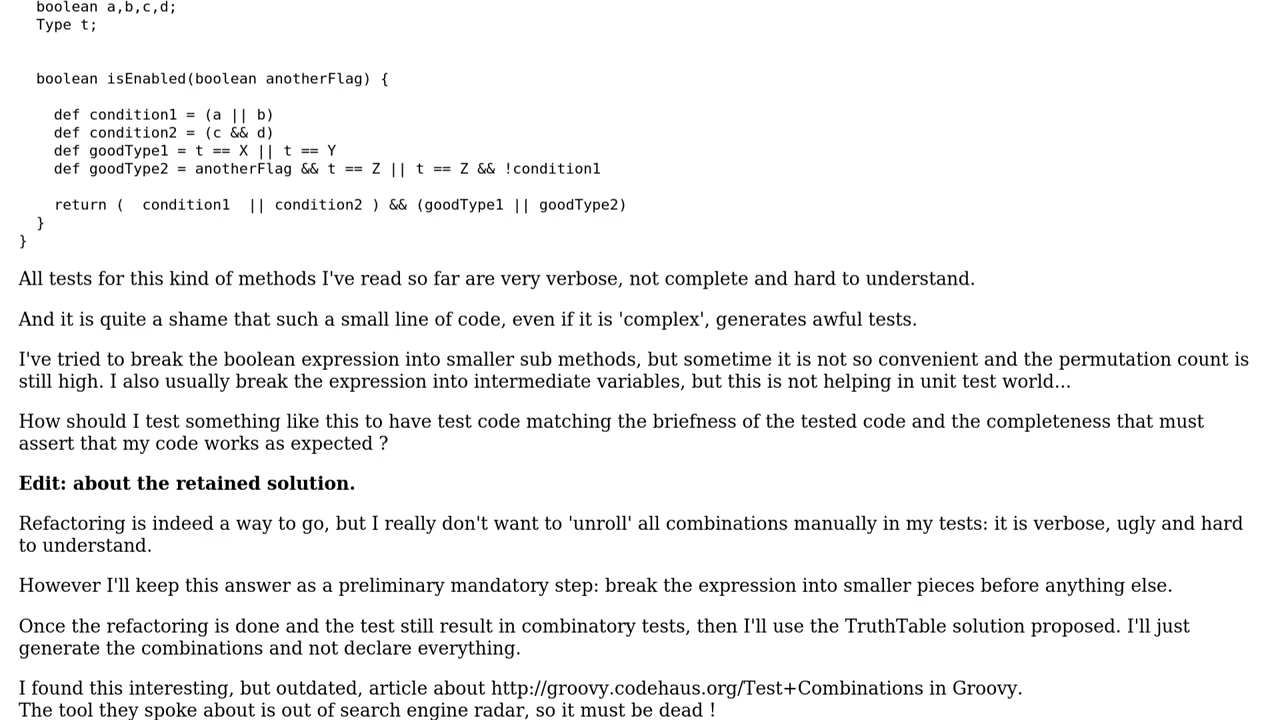 boolean a,b,c,d;
Type t;
boolean isEnabled(boolean anotherFlag) {
def condition1 = (a || b)
def condition2 = (c && d)
def goodType1 = t == X || t == Y
def goodType2 = anotherFlag && t == Z || t == Z && !condition1
return (  condition1  || condition2 ) && (goodType1 || goodType2)
}
}
All tests for this kind of methods I've read so far are very verbose, not complete and hard to understand.
And it is quite a shame that such a small line of code, even if it is 'complex', generates awful tests.
I've tried to break the boolean expression into smaller sub methods, but sometime it is not so convenient and the permutation count is
still high. I also usually break the expression into intermediate variables, but this is not helping in unit test world...
How should I test something like this to have test code matching the briefness of the tested code and the completeness that must
assert that my code works as expected ?
Edit: about the retained solution.
Refactoring is indeed a way to go, but I really don't want to 'unroll' all combinations manually in my tests: it is verbose, ugly and hard
to understand.
However I'll keep this answer as a preliminary mandatory step: break the expression into smaller pieces before anything else.
Once the refactoring is done and the test still result in combinatory tests, then I'll use the TruthTable solution proposed. I'll just
generate the combinations and not declare everything.
I found this interesting, but outdated, article about http://groovy.codehaus.org/Test+Combinations in Groovy.
The tool they spoke about is out of search engine radar, so it must be dead !